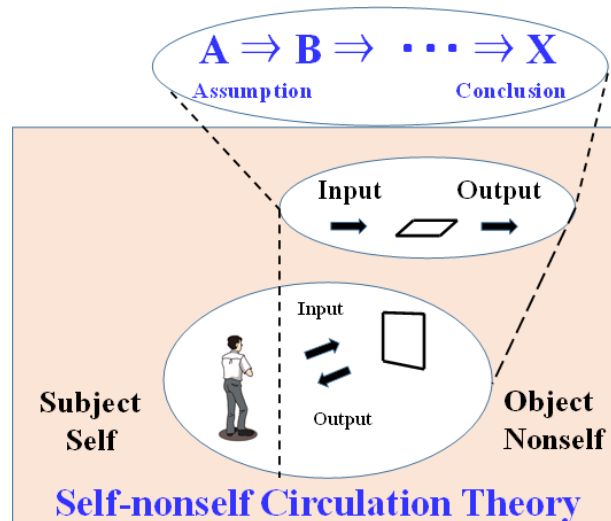 A ⇒ B ⇒ ··· ⇒ X
Assumption Conclusion
Input Output
Input
Output
Subject
Self
Object
Nonself
Self-nonself Circulation Theory